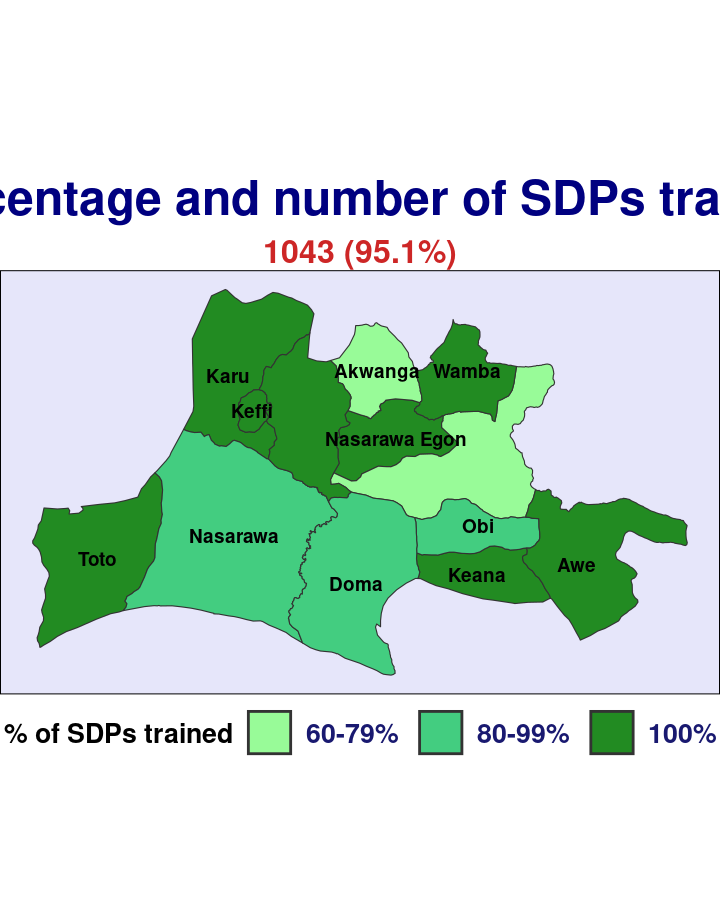 centage and number of SDPs tra
1043 (95.1%)
Akwanga
Wamba
Karu
Keffi
Nasarawa Egon
Obi
Nasarawa
Toto
Awe
Keana
Doma
% of SDPs trained 60-79% 80-99% 100%